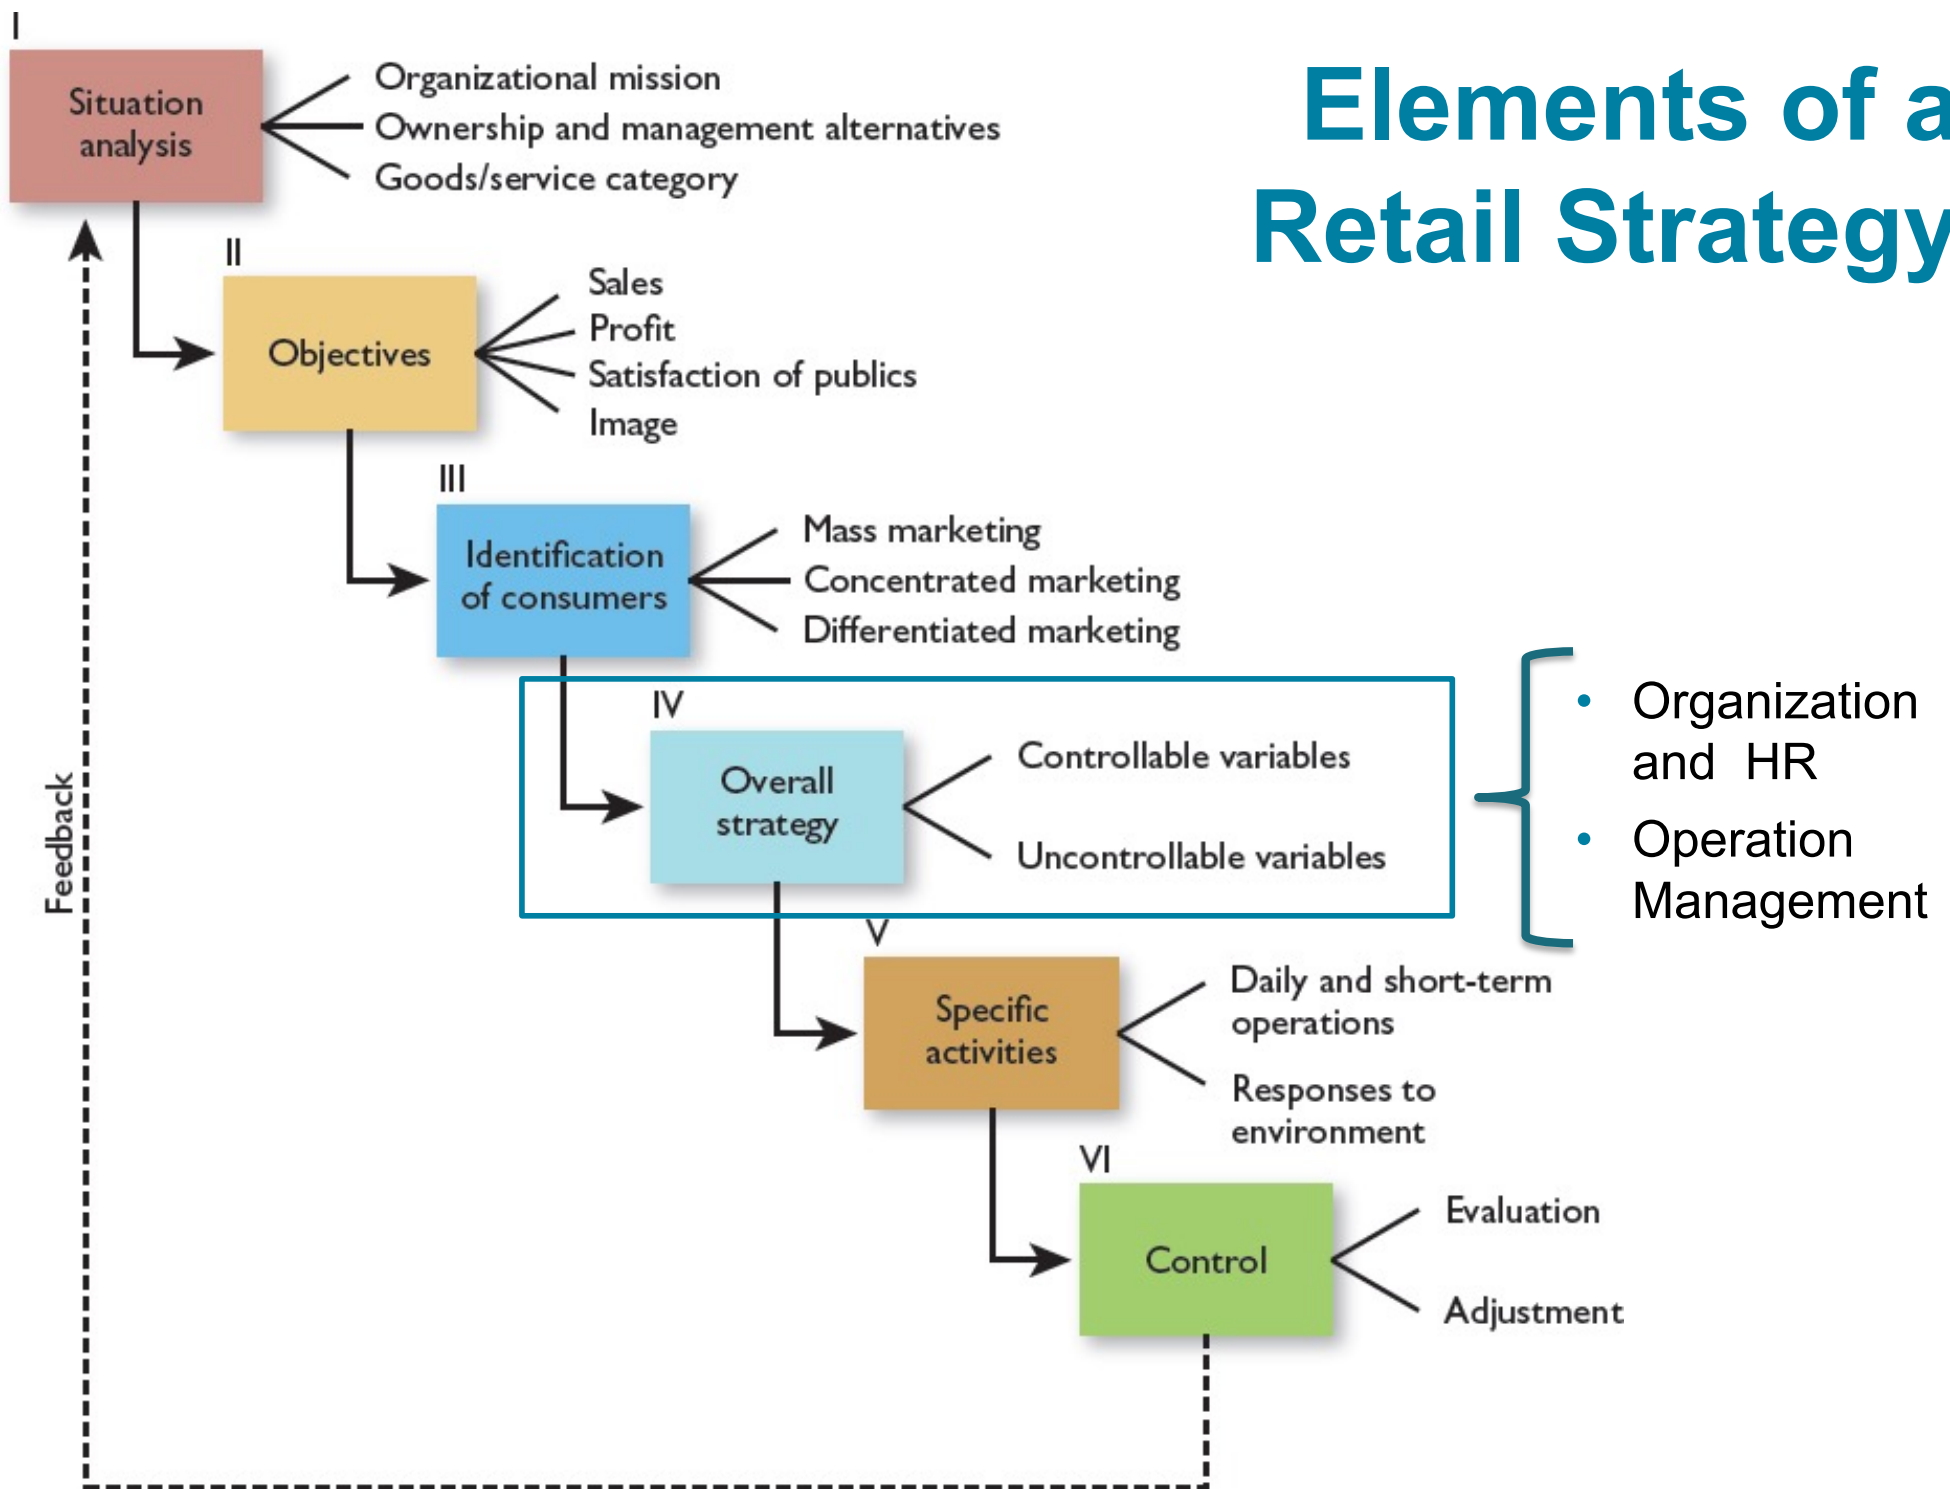 Elements of a
Retail Strategy
I
Situation
analysis
Organizational mission
Ownership and management alternatives
Goods/service category
II
Objectives
Sales
Profit
Satisfaction of publics
Image
III
Identification
of consumers
Mass marketing
Concentrated marketing
Differentiated marketing
IV
Overall
strategy
Controllable variables
Uncontrollable variables
• Organization
and HR
• Operation
Management
V
Specific
activities
Daily and short-term
operations
Responses to
environment
VI
Control
Evaluation
Adjustment
Feedback